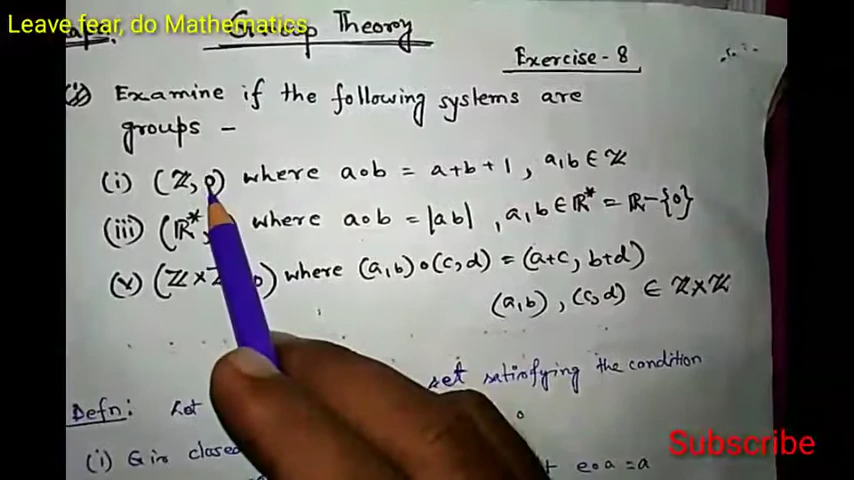 Leave fear, do Mathematics
Group Theory
Exercise - 8
Examine if the following systems are
groups -
(i) (ℤ, o) where aob = a+b+1, a,b ∈ ℤ
(iii) (ℝ*, where aob = |ab|, a,b ∈ ℝ* = ℝ-{0}
(v) (ℤ×ℤ, o) where (a,b)o(c,d) = (a+c, b+d)
(a,b), (c,d) ∈ ℤ×ℤ
set satisfying the condition
Defn: Let
(i) G is closed eoa = a
Subscribe